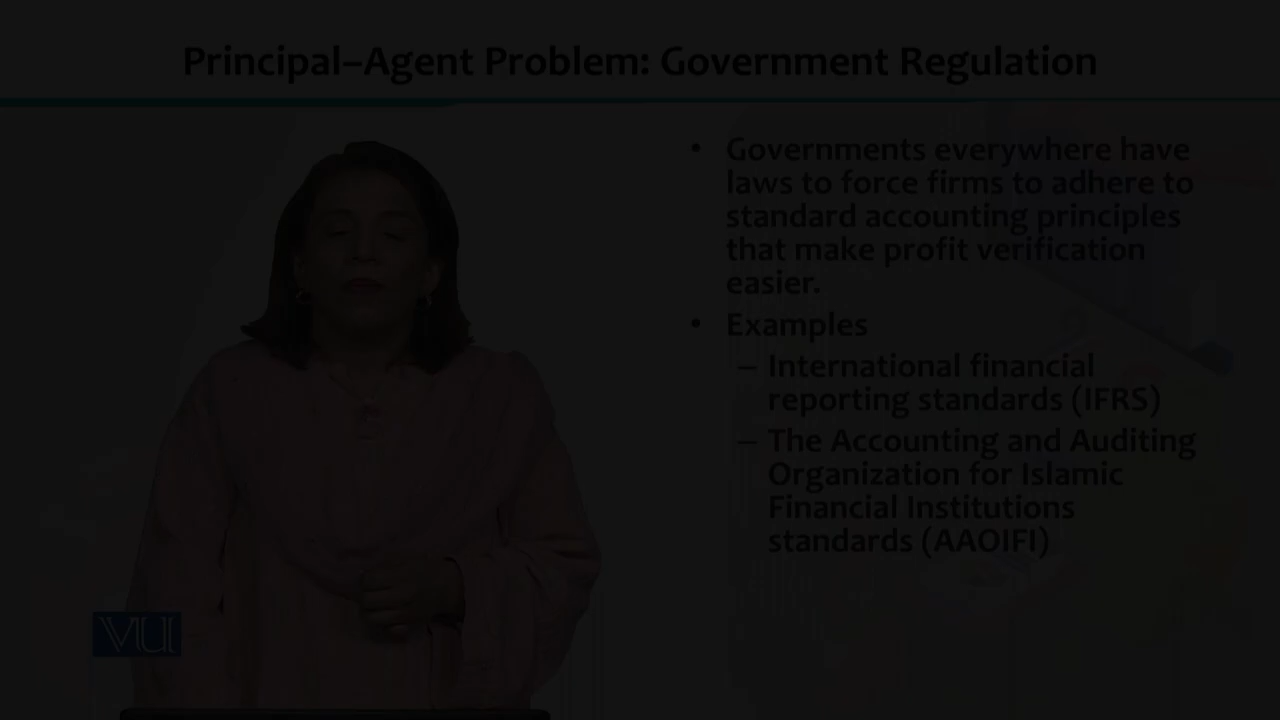 Principal–Agent Problem: Government Regulation
• Governments everywhere have
laws to force firms to adhere to
standard accounting principles
that make profit verification
easier.
• Examples
– International financial
reporting standards (IFRS)
– The Accounting and Auditing
Organization for Islamic
Financial Institutions
standards (AAOIFI)
VU